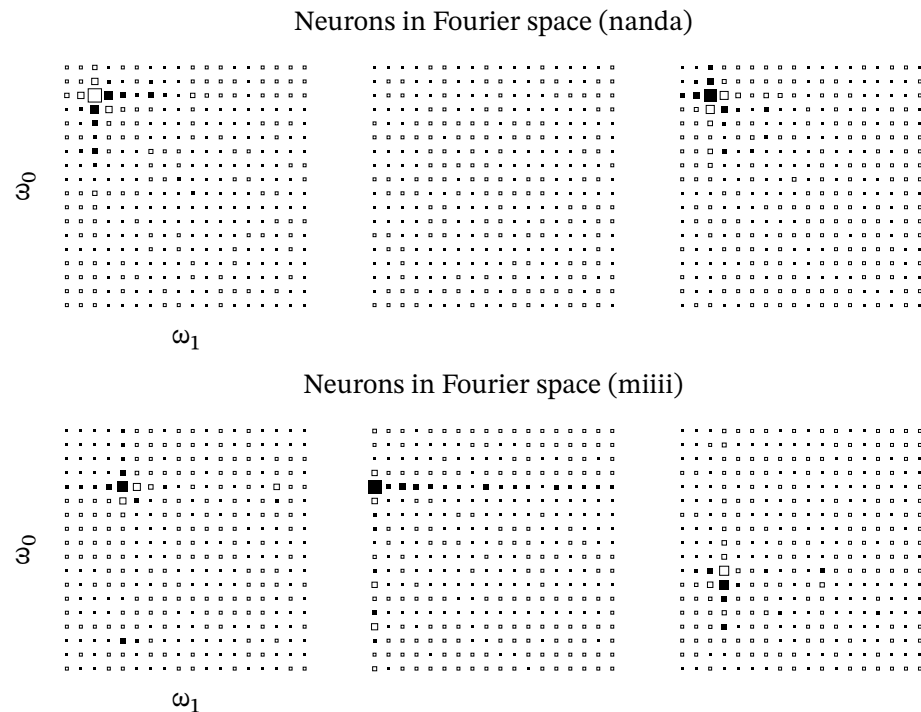 Neurons in Fourier space (nanda)
ω0
ω1
Neurons in Fourier space (miiii)
ω0
ω1